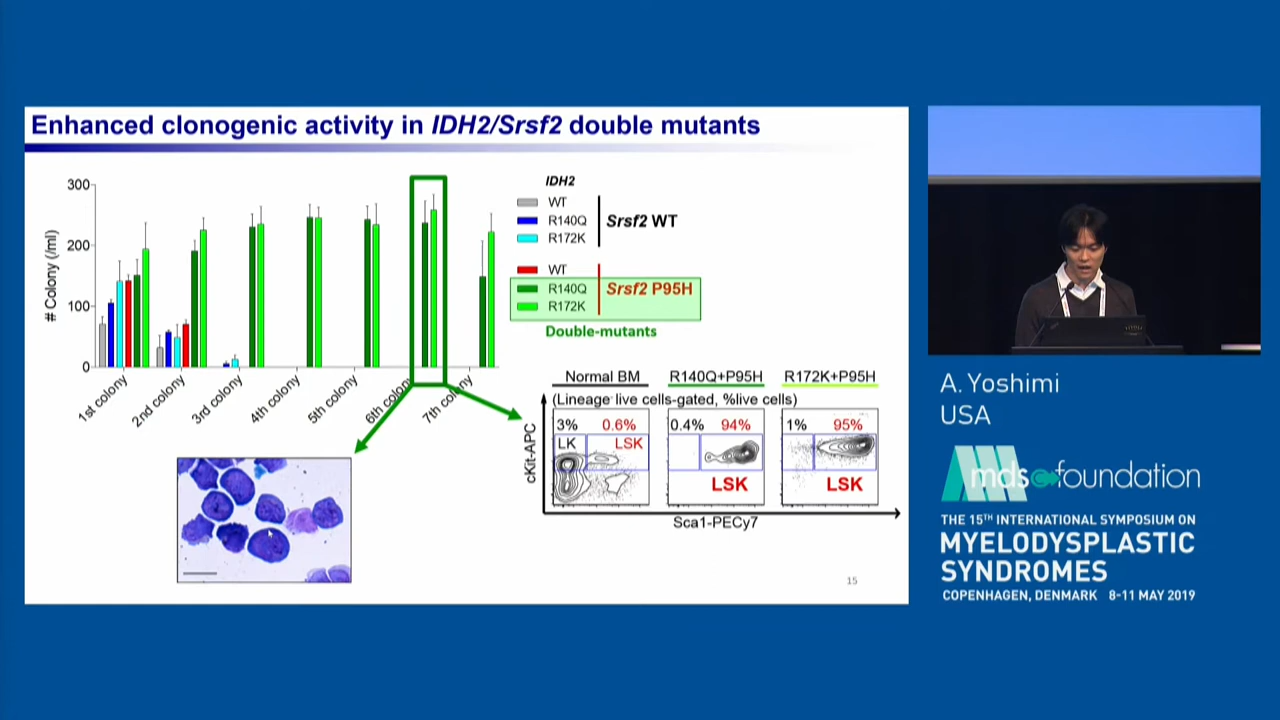 Enhanced clonogenic activity in IDH2/Srsf2 double mutants
# Colony (/ml)
300
200
100
0
1st colony
2nd colony
3rd colony
4th colony
5th colony
6th colony
7th colony
IDH2
WT
R140Q
R172K
Srsf2 WT
WT
R140Q
R172K
Srsf2 P95H
Double-mutants
Normal BM
R140Q+P95H
R172K+P95H
(Lineage- live cells-gated, %live cells)
cKit-APC
3%
0.6%
LK
LSK
0.4%
94%
LSK
1%
95%
LSK
Sca1-PECy7
15
A. Yoshimi
USA
mds foundation
THE 15TH INTERNATIONAL SYMPOSIUM ON
MYELODYSPLASTIC
SYNDROMES
COPENHAGEN, DENMARK 8-11 MAY 2019